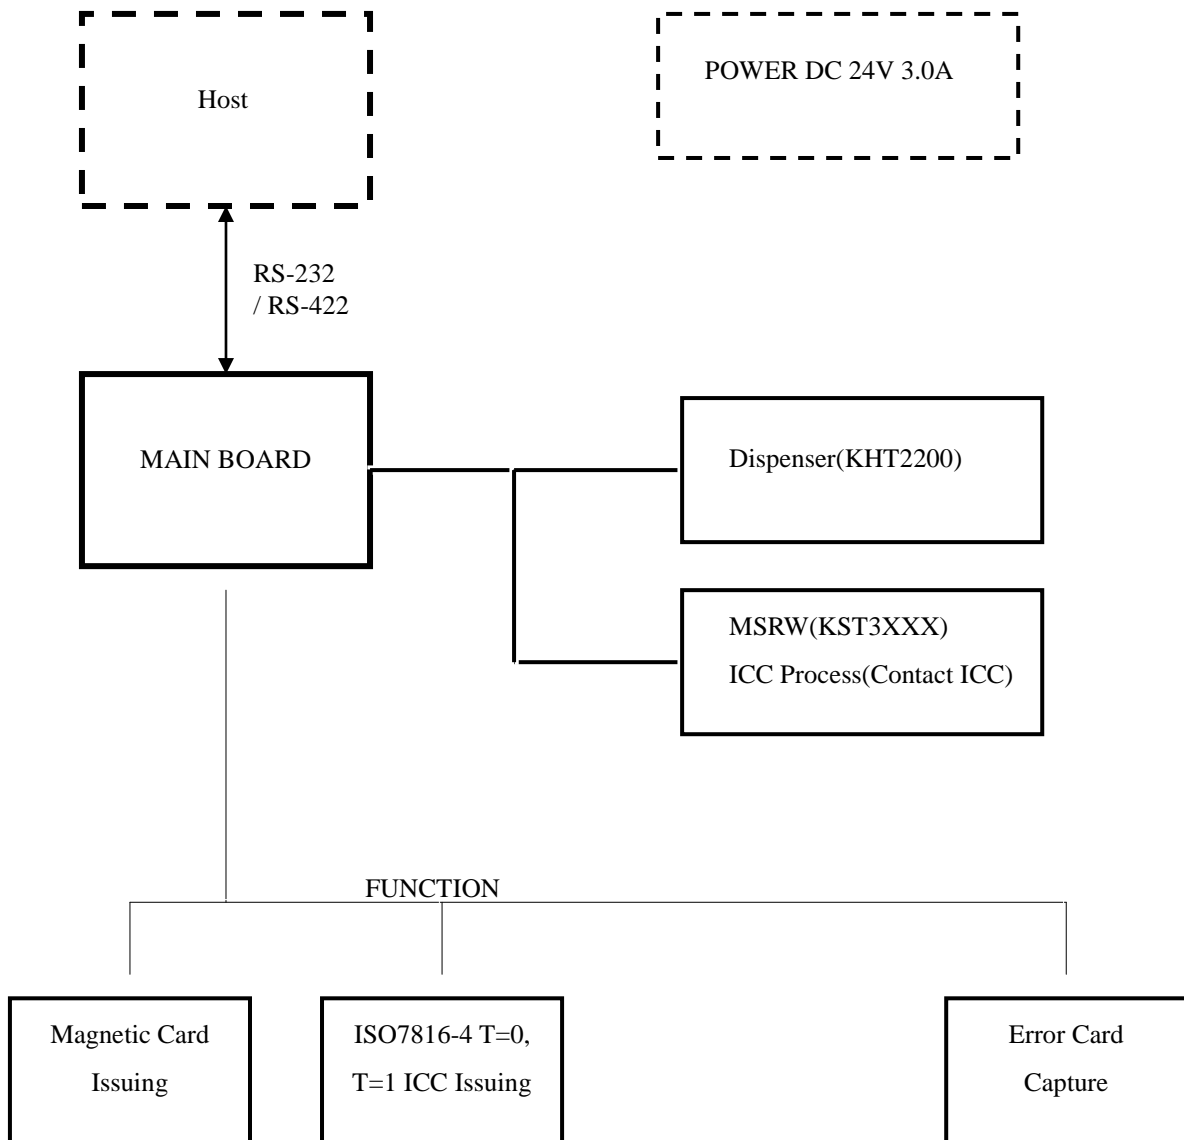 Host
POWER DC 24V 3.0A
RS-232
/ RS-422
MAIN BOARD
Dispenser(KHT2200)
MSRW(KST3XXX)
ICC Process(Contact ICC)
FUNCTION
Magnetic Card
Issuing
ISO7816-4 T=0,
T=1 ICC Issuing
Error Card
Capture